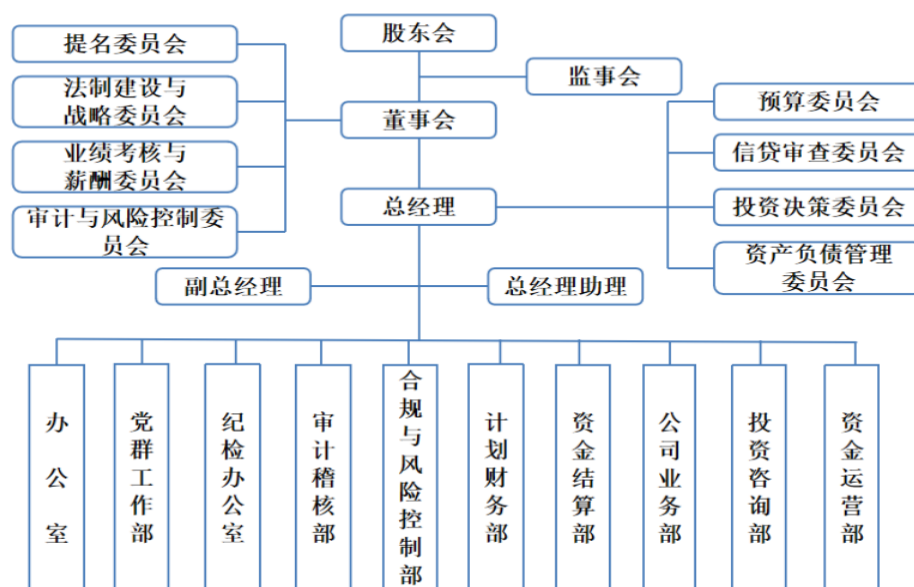 股东会
监事会
董事会
总经理
提名委员会
法制建设与
战略委员会
业绩考核与
薪酬委员会
审计与风险控制委
员会
预算委员会
信贷审查委员会
投资决策委员会
资产负债管理
委员会
副总经理
总经理助理
办公室
党群工作部
纪检办公室
审计稽核部
合规与风险控制部
计划财务部
资金结算部
公司业务部
投资咨询部
资金运营部